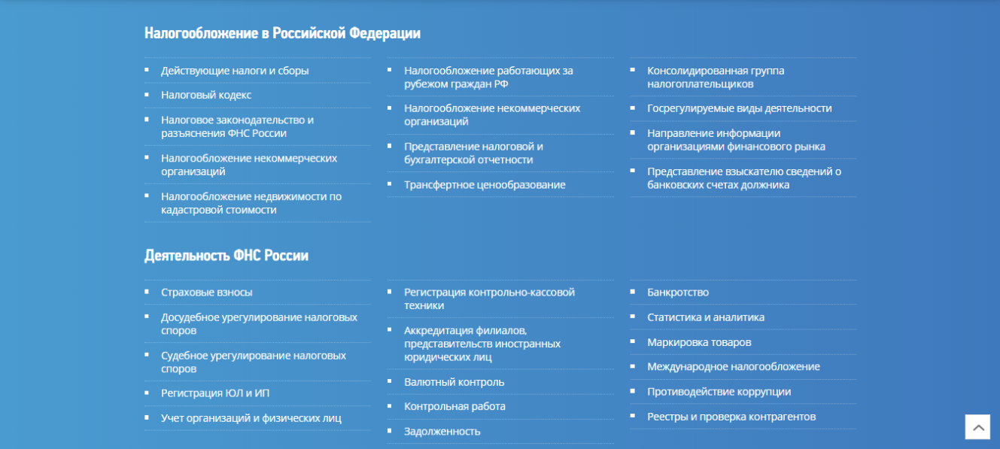 Налогообложение в Российской Федерации
Действующие налоги и сборы
Налоговый кодекс
Налоговое законодательство и
разъяснения ФНС России
Налогообложение некоммерческих
организаций
Налогообложение недвижимости по
кадастровой стоимости
Налогообложение работающих за
рубежом граждан РФ
Налогообложение некоммерческих
организаций
Представление налоговой и
бухгалтерской отчетности
Трансфертное ценообразование
Консолидированная группа
налогоплательщиков
Госрегулируемые виды деятельности
Направление информации
организациями финансового рынка
Представление взыскателю сведений о
банковских счетах должника
Деятельность ФНС России
Страховые взносы
Досудебное урегулирование налоговых
споров
Судебное урегулирование налоговых
споров
Регистрация ЮЛ и ИП
Учет организаций и физических лиц
Регистрация контрольно-кассовой
техники
Аккредитация филиалов,
представительств иностранных
юридических лиц
Валютный контроль
Контрольная работа
Задолженность
Банкротство
Статистика и аналитика
Маркировка товаров
Международное налогообложение
Противодействие коррупции
Реестры и проверка контрагентов